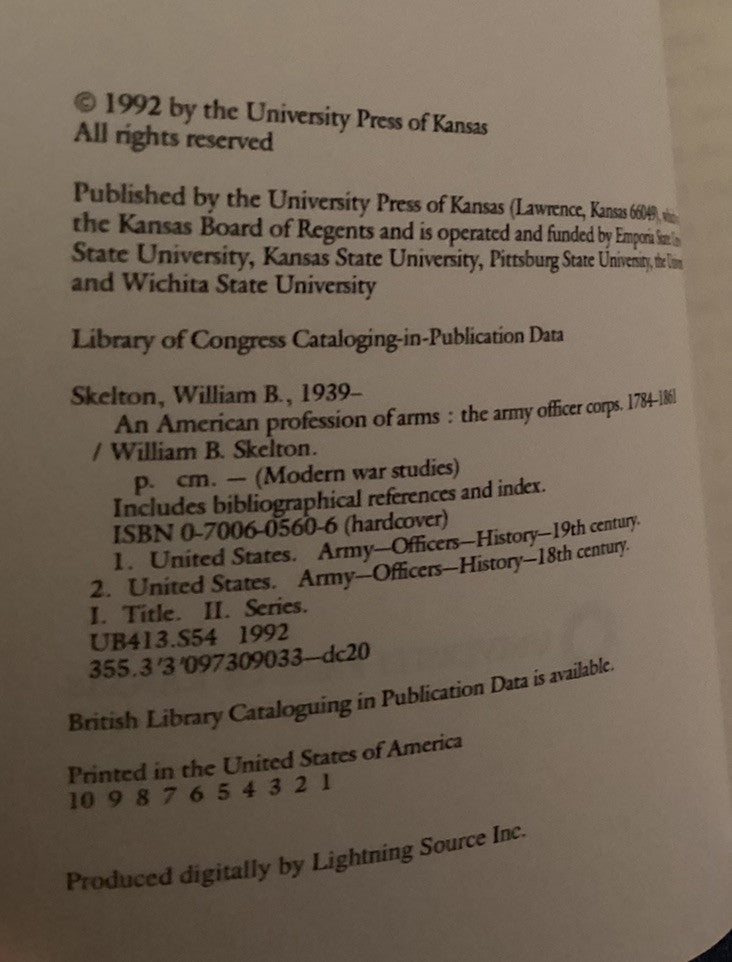 © 1992 by the University Press of Kansas
All rights reserved
Published by the University Press of Kansas (Lawrence, Kansas 66049),
the Kansas Board of Regents and is operated and funded by Emporia State
State University, Kansas State University, Pittsburg State University, the
and Wichita State University
Library of Congress Cataloging-in-Publication Data
Skelton, William B., 1939–
An American profession of arms : the army officer corps, 1784–1861
/ William B. Skelton.
p. cm. — (Modern war studies)
Includes bibliographical references and index.
ISBN 0-7006-0560-6 (hardcover)
1. United States. Army—Officers—History—19th century.
2. United States. Army—Officers—History—18th century.
I. Title. II. Series.
UB413.S54 1992
355.3'3'097309033—dc20
British Library Cataloguing in Publication Data is available.
Printed in the United States of America
10 9 8 7 6 5 4 3 2 1
Produced digitally by Lightning Source Inc.